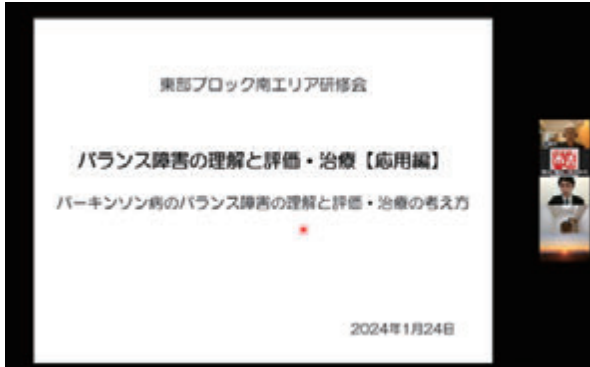 東部ブロック南エリア研修会
バランス障害の理解と評価・治療【応用編】
パーキンソン病のバランス障害の理解と評価・治療の考え方
2024年1月24日